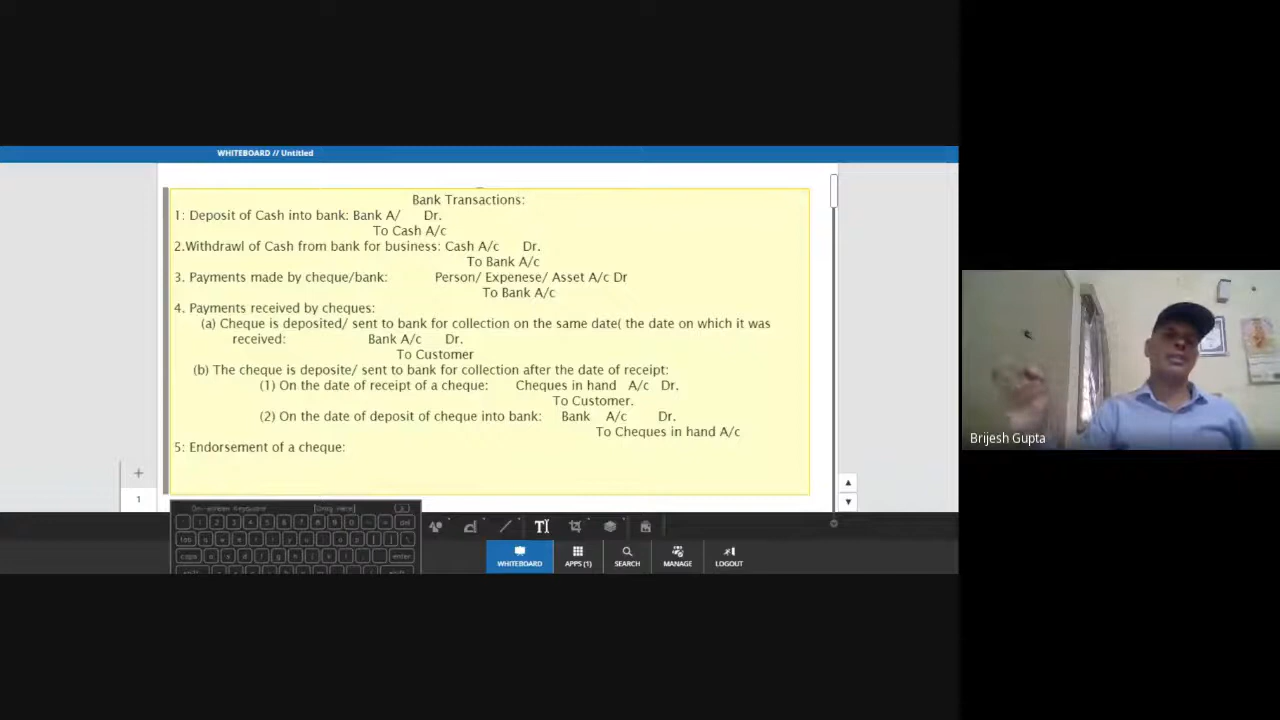 WHITEBOARD // Untitled
Bank Transactions:
1: Deposit of Cash into bank: Bank A/ Dr.
To Cash A/c
2.Withdrawl of Cash from bank for business: Cash A/c Dr.
To Bank A/c
3. Payments made by cheque/bank: Person/ Expenese/ Asset A/c Dr
To Bank A/c
4. Payments received by cheques:
(a) Cheque is deposited/ sent to bank for collection on the same date( the date on which it was
received: Bank A/c Dr.
To Customer
(b) The cheque is deposite/ sent to bank for collection after the date of receipt:
(1) On the date of receipt of a cheque: Cheques in hand A/c Dr.
To Customer.
(2) On the date of deposit of cheque into bank: Bank A/c Dr.
To Cheques in hand A/c
5: Endorsement of a cheque:
1
On-screen Keyboard
WHITEBOARD
APPS (1)
SEARCH
MANAGE
LOGOUT
Brijesh Gupta